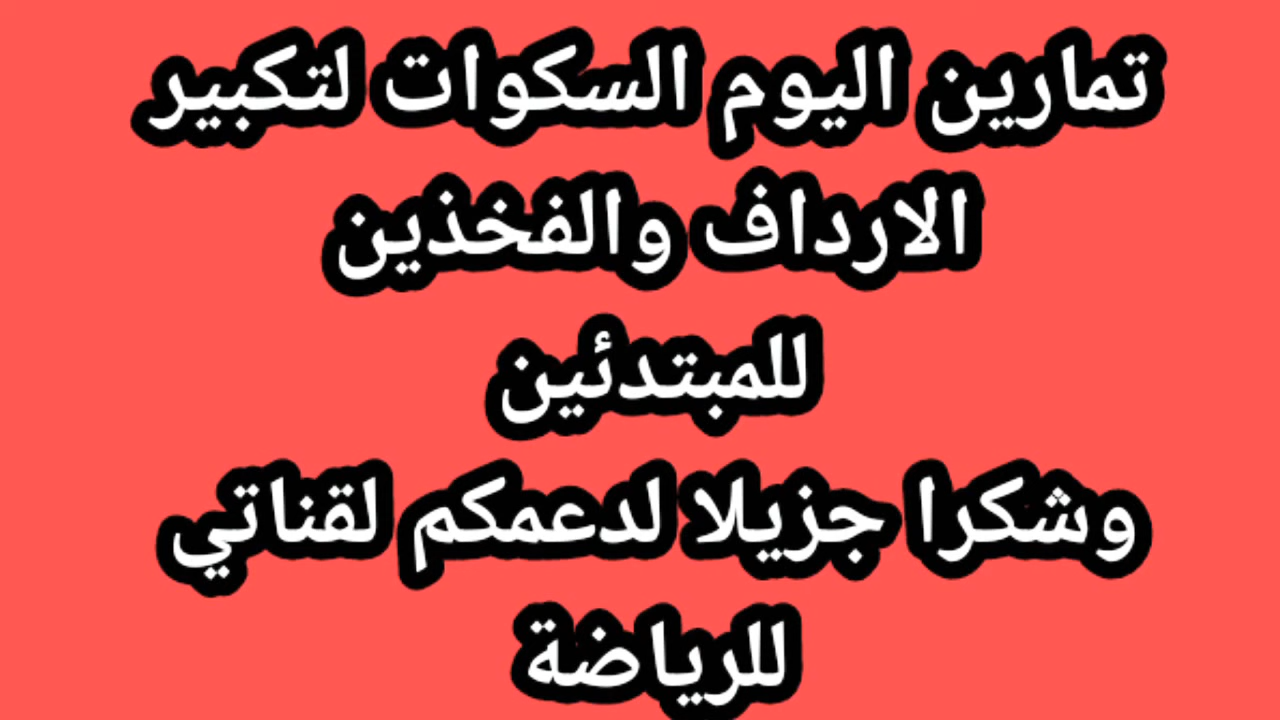 تمارين اليوم السكوات لتكبير
الارداف والفخذين
للمبتدئين
وشكرا جزيلا لدعمكم لقناتي
للرياضة